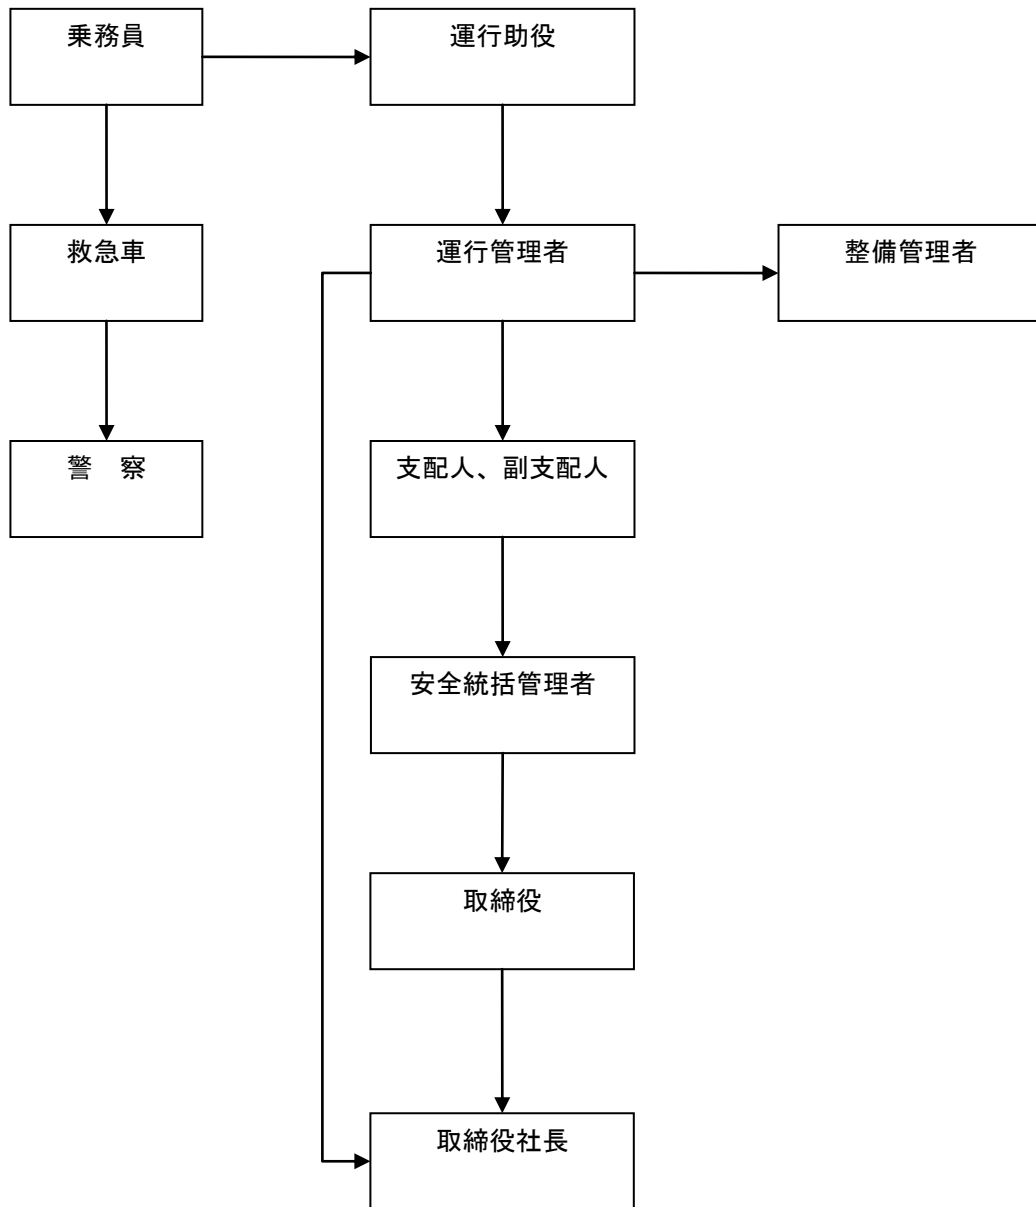 乗務員
運行助役
救急車
運行管理者
整備管理者
警　察
支配人、副支配人
安全統括管理者
取締役
取締役社長